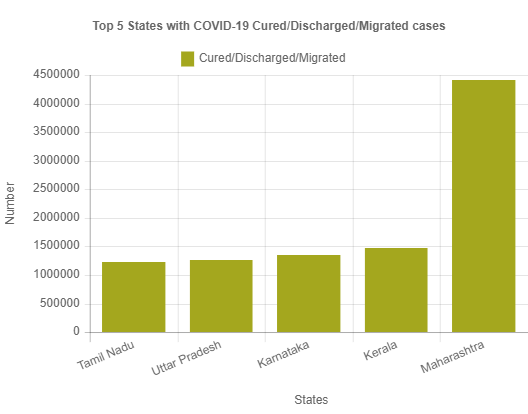 Top 5 States with COVID-19 Cured/Discharged/Migrated cases
Cured/Discharged/Migrated
4500000
4000000
3500000
3000000
2500000
2000000
1500000
1000000
500000
0
Number
Tamil Nadu
Uttar Pradesh
Karnataka
Kerala
Maharashtra
States